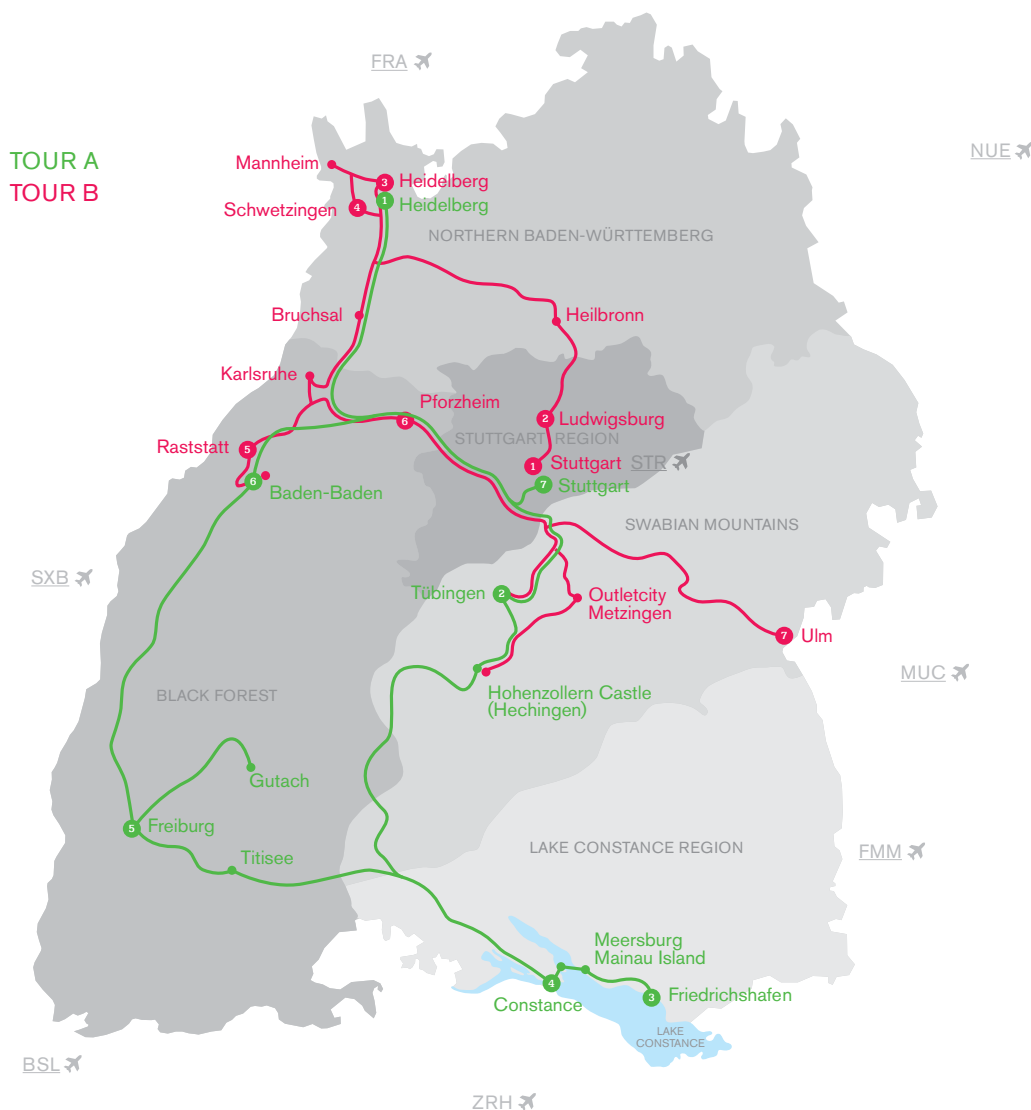 FRA
TOUR A
TOUR B
NUE
Mannheim
3 Heidelberg
1 Heidelberg
Schwetzingen 4
NORTHERN BADEN-WÜRTTEMBERG
Bruchsal
Heilbronn
Karlsruhe
Pforzheim
6
2 Ludwigsburg
STUTTGART REGION
Raststatt 5
1 Stuttgart STR
7 Stuttgart
6 Baden-Baden
SWABIAN MOUNTAINS
SXB
Tübingen 2
Outletcity
Metzingen
7 Ulm
MUC
BLACK FOREST
Hohenzollern Castle
(Hechingen)
Gutach
5 Freiburg
Titisee
LAKE CONSTANCE REGION
FMM
Meersburg
Mainau Island
4
Constance
3 Friedrichshafen
LAKE
CONSTANCE
BSL
ZRH